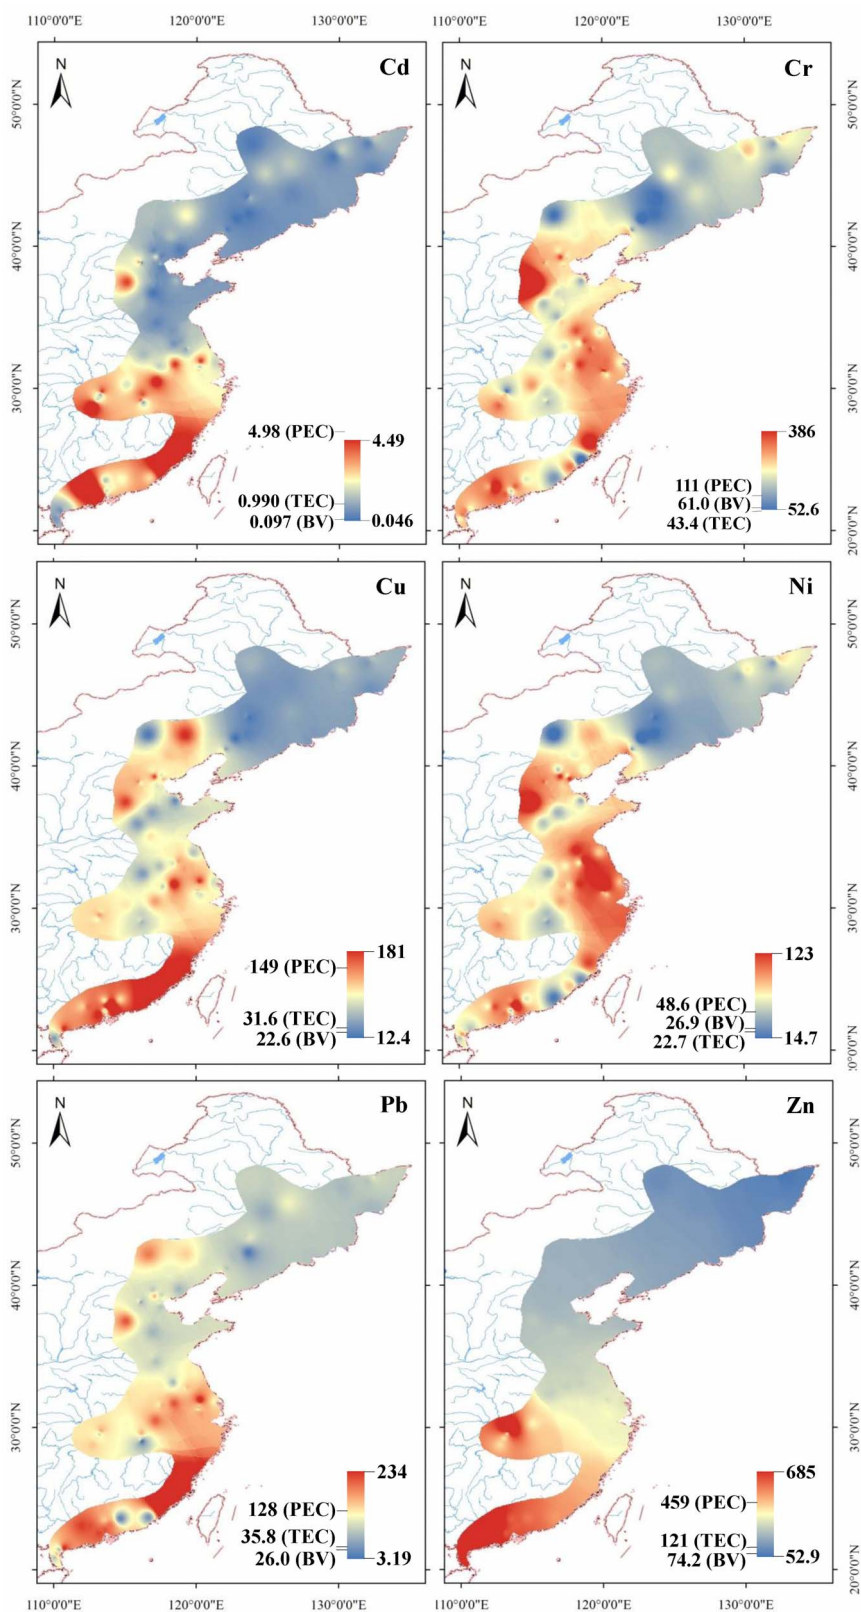 110°0'0"E 120°0'0"E 130°0'0"E 110°0'0"E 120°0'0"E 130°0'0"E
N
Cd
50°0'0"N
40°0'0"N
30°0'0"N
4.98 (PEC)
4.49
0.990 (TEC)
0.097 (BV)
0.046
N
Cr
50°0'0"N
40°0'0"N
30°0'0"N
20°0'0"N
386
111 (PEC)
61.0 (BV)
52.6
43.4 (TEC)
N
Cu
50°0'0"N
40°0'0"N
30°0'0"N
181
149 (PEC)
31.6 (TEC)
22.6 (BV)
12.4
N
Ni
50°0'0"N
40°0'0"N
30°0'0"N
0°0'0"N
123
48.6 (PEC)
26.9 (BV)
22.7 (TEC)
14.7
N
Pb
50°0'0"N
40°0'0"N
30°0'0"N
234
128 (PEC)
35.8 (TEC)
26.0 (BV)
3.19
N
Zn
50°0'0"N
40°0'0"N
30°0'0"N
20°0'0"N
685
459 (PEC)
121 (TEC)
74.2 (BV)
52.9
110°0'0"E 120°0'0"E 130°0'0"E 110°0'0"E 120°0'0"E 130°0'0"E